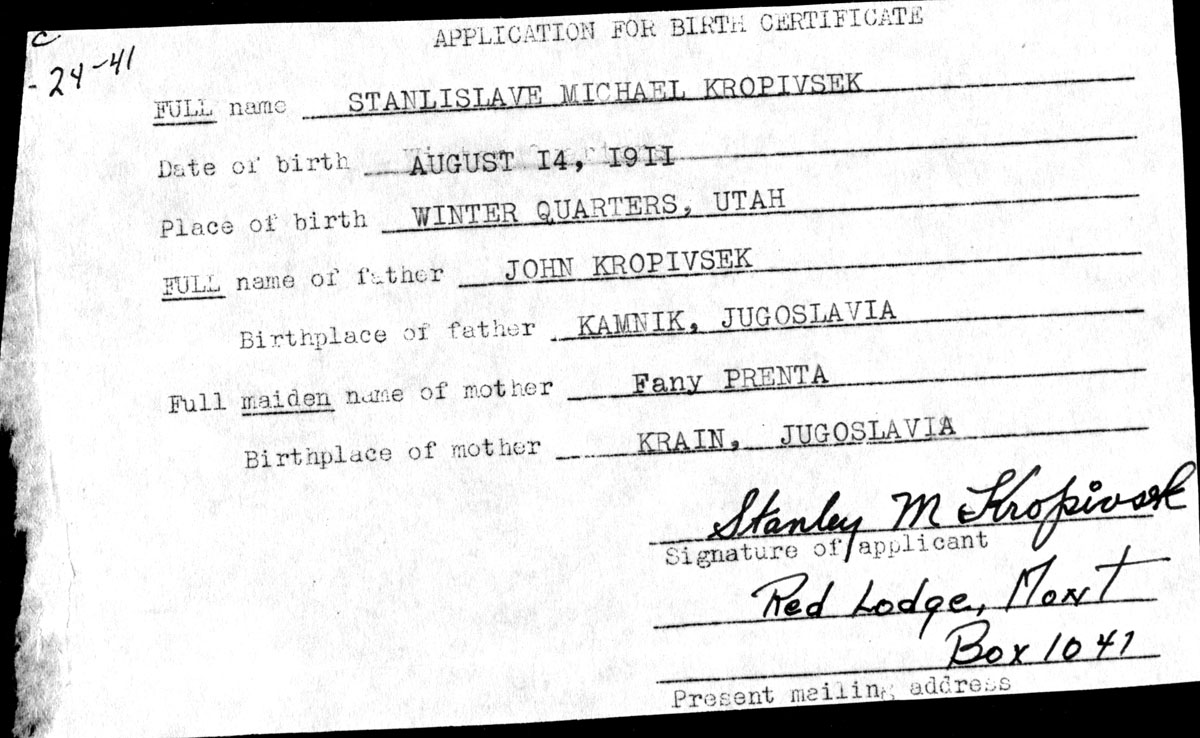 APPLICATION FOR BIRTH CERTIFICATE
c
-24-41
FULL name STANLISLAVE MICHAEL KROPIVSEK
Date of birth AUGUST I4, I9II
Place of birth WINTER QUARTERS, UTAH
FULL name of father JOHN KROPIVSEK
Birthplace of father KAMNIK, JUGOSLAVIA
Full maiden name of mother Fany PRENTA
Birthplace of mother KRAIN, JUGOSLAVIA
Stanley M Kropivsek
Signature of applicant
Red Lodge, Mont
Box 1041
Present mailing address